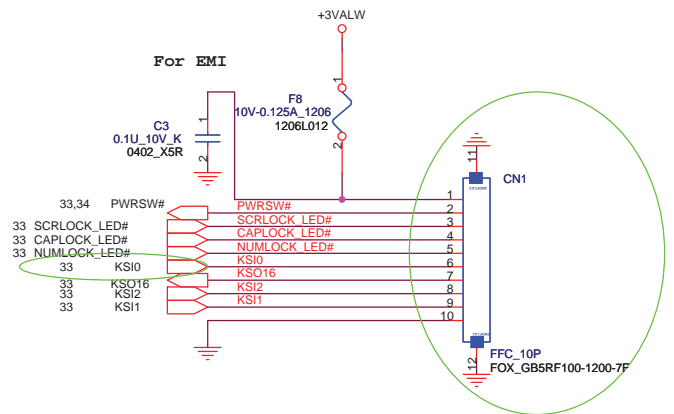 +3VALW
For EMI
1
F8
10V-0.125A_1206
1206L012
2
C3
0.1U_10V_K
0402_X5R
1
2
11
CN1
33,34 PWRSW# PWRSW# 1
33 SCRLOCK_LED# SCRLOCK_LED# 2
33 CAPLOCK_LED# CAPLOCK_LED# 3
33 NUMLOCK_LED# NUMLOCK_LED# 4
33 KSI0 KSI0 5
33 KSO16 KSO16 6
33 KSI2 KSI2 7
33 KSI1 KSI1 8
9
10
12
FFC_10P
FOX_GB5RF100-1200-7F